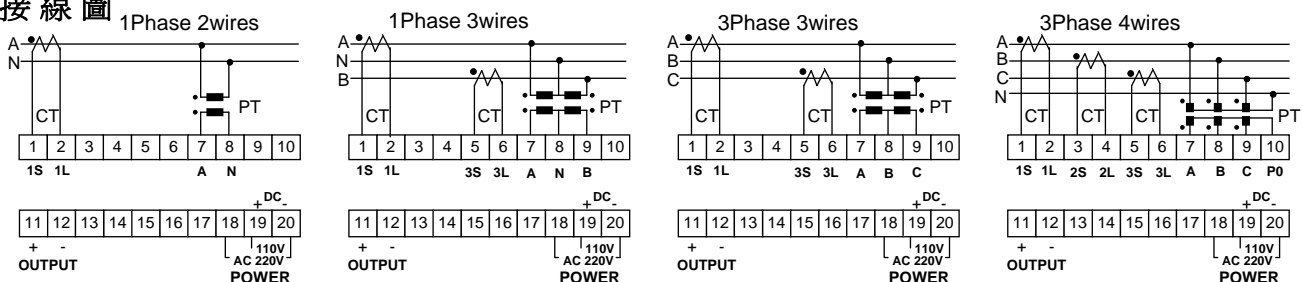 接線圖
1Phase 2wires
A
N
CT
PT
1 2 3 4 5 6 7 8 9 10
1S 1L A N
+ DC -
11 12 13 14 15 16 17 18 19 20
+ -
OUTPUT
110V
AC 220V
POWER
1Phase 3wires
A
N
B
CT
CT
PT
1 2 3 4 5 6 7 8 9 10
1S 1L 3S 3L A N B
+ DC -
11 12 13 14 15 16 17 18 19 20
+ -
OUTPUT
110V
AC 220V
POWER
3Phase 3wires
A
B
C
CT
CT
PT
1 2 3 4 5 6 7 8 9 10
1S 1L 3S 3L A B C
+ DC -
11 12 13 14 15 16 17 18 19 20
+ -
OUTPUT
110V
AC 220V
POWER
3Phase 4wires
A
B
C
N
CT
CT
CT
PT
1 2 3 4 5 6 7 8 9 10
1S 1L 2S 2L 3S 3L A B C P0
+ DC -
11 12 13 14 15 16 17 18 19 20
+ -
OUTPUT
110V
AC 220V
POWER